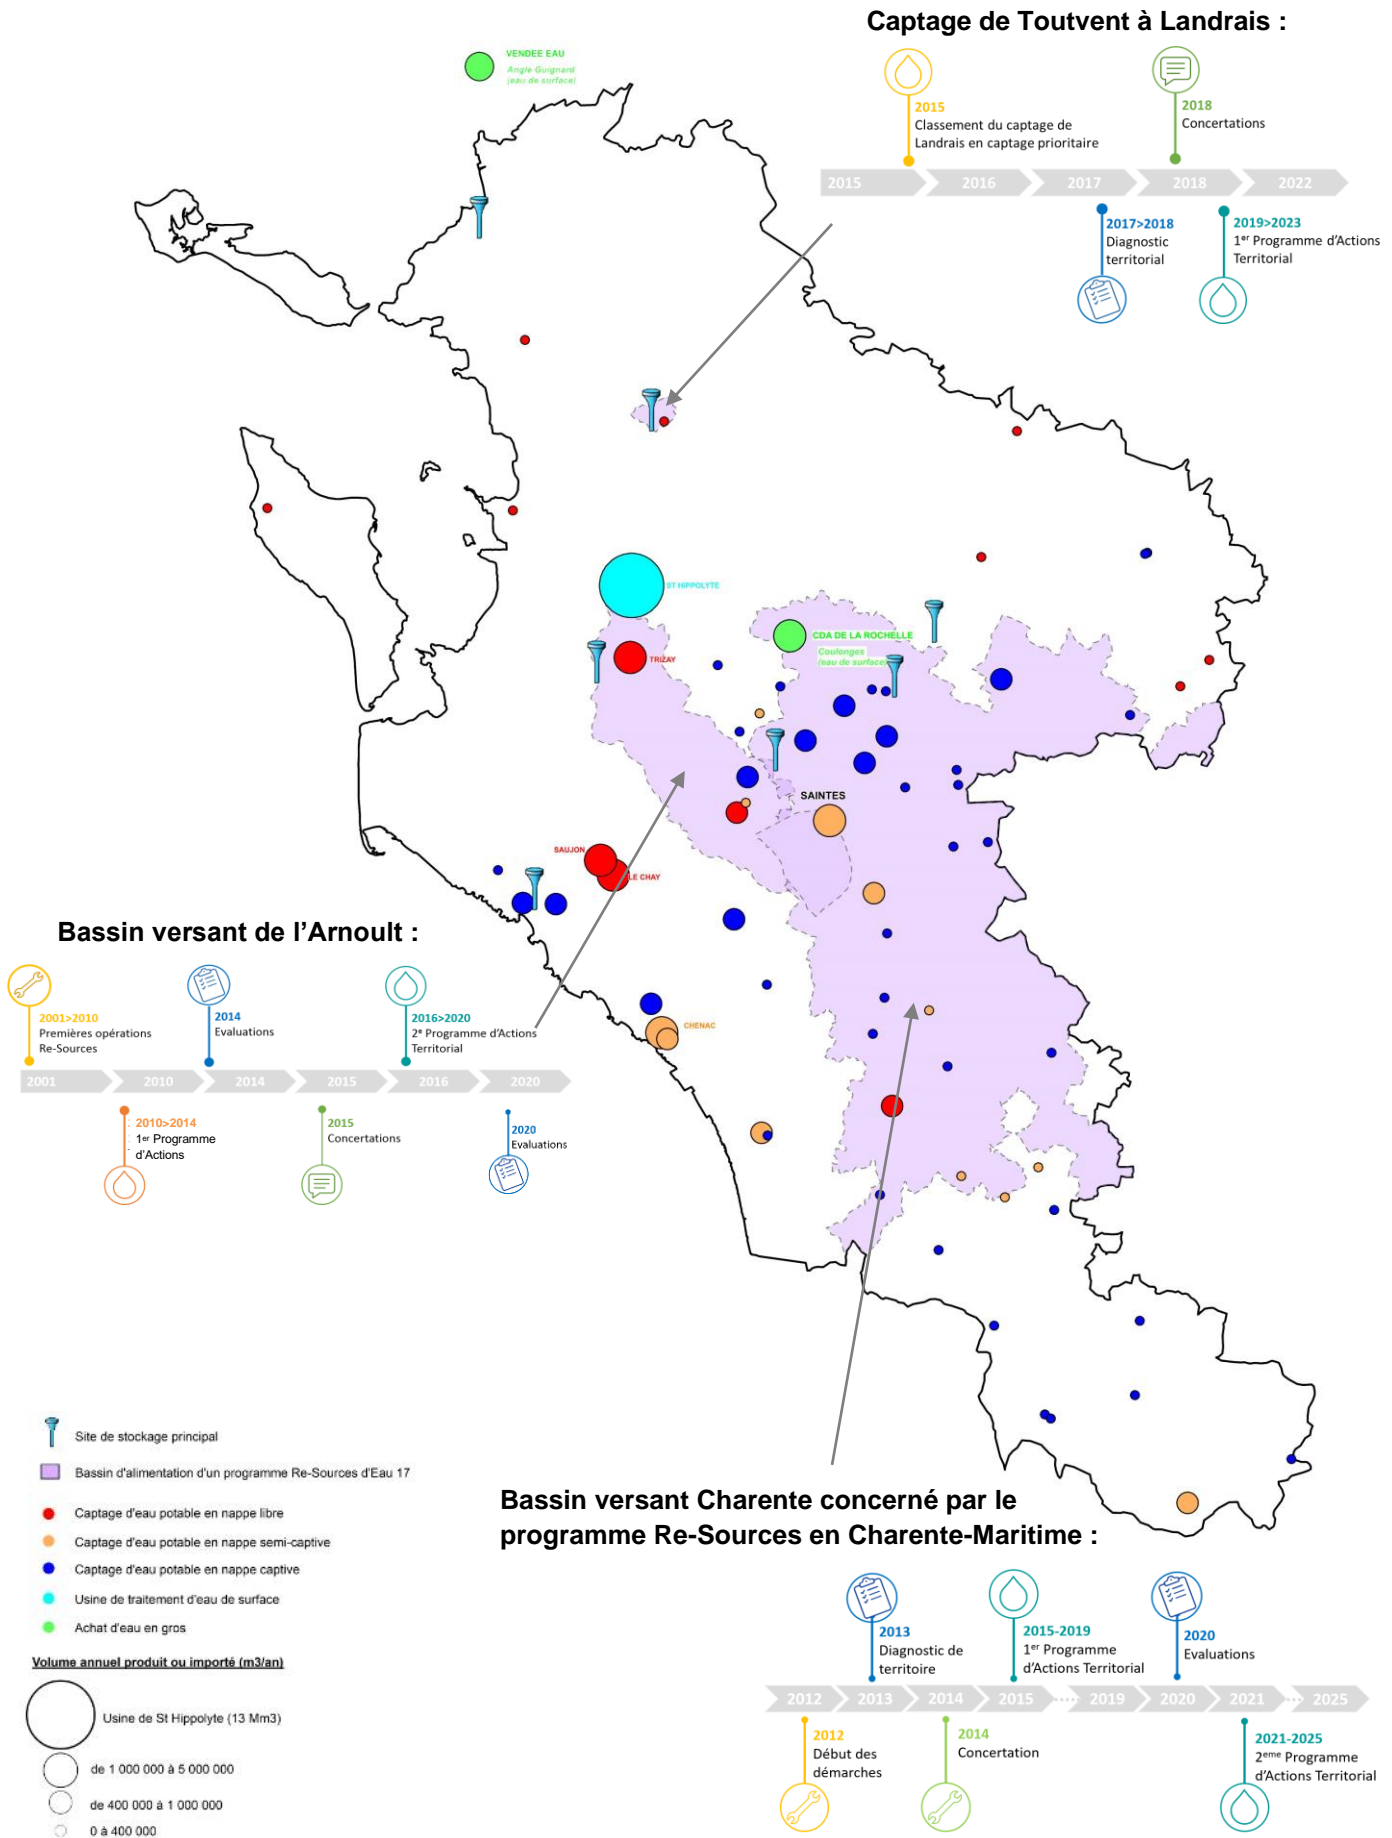 Captage de Toutvent à Landrais :
2015
Classement du captage de
Landrais en captage prioritaire
2018
Concertations
2015 2016 2017 2018 2022
2017>2018
Diagnostic
territorial
2019>2023
1er Programme d'Actions
Territorial
VENDEE EAU
Angle Guignard
(eau de surface)
ST HIPPOLYTE
TRIZAY
CDA DE LA ROCHELLE
Coulonges
(eau de surface)
SAINTES
SAUJON
LE CHAY
CHENAC
Bassin versant de l'Arnoult :
2001>2010
Premières opérations
Re-Sources
2014
Evaluations
2016>2020
2e Programme d'Actions
Territorial
2001 2010 2014 2015 2016 2020
2010>2014
1er Programme
d'Actions
2015
Concertations
2020
Evaluations
Site de stockage principal
Bassin d'alimentation d'un programme Re-Sources d'Eau 17
Captage d'eau potable en nappe libre
Captage d'eau potable en nappe semi-captive
Captage d'eau potable en nappe captive
Usine de traitement d'eau de surface
Achat d'eau en gros
Volume annuel produit ou importé (m3/an)
Usine de St Hippolyte (13 Mm3)
de 1 000 000 à 5 000 000
de 400 000 à 1 000 000
0 à 400 000
Bassin versant Charente concerné par le
programme Re-Sources en Charente-Maritime :
2013
Diagnostic de
territoire
2015-2019
1er Programme
d'Actions Territorial
2020
Evaluations
2012 2013 2014 2015 2019 2020 2021 2025
2012
Début des
démarches
2014
Concertation
2021-2025
2eme Programme
d'Actions Territorial